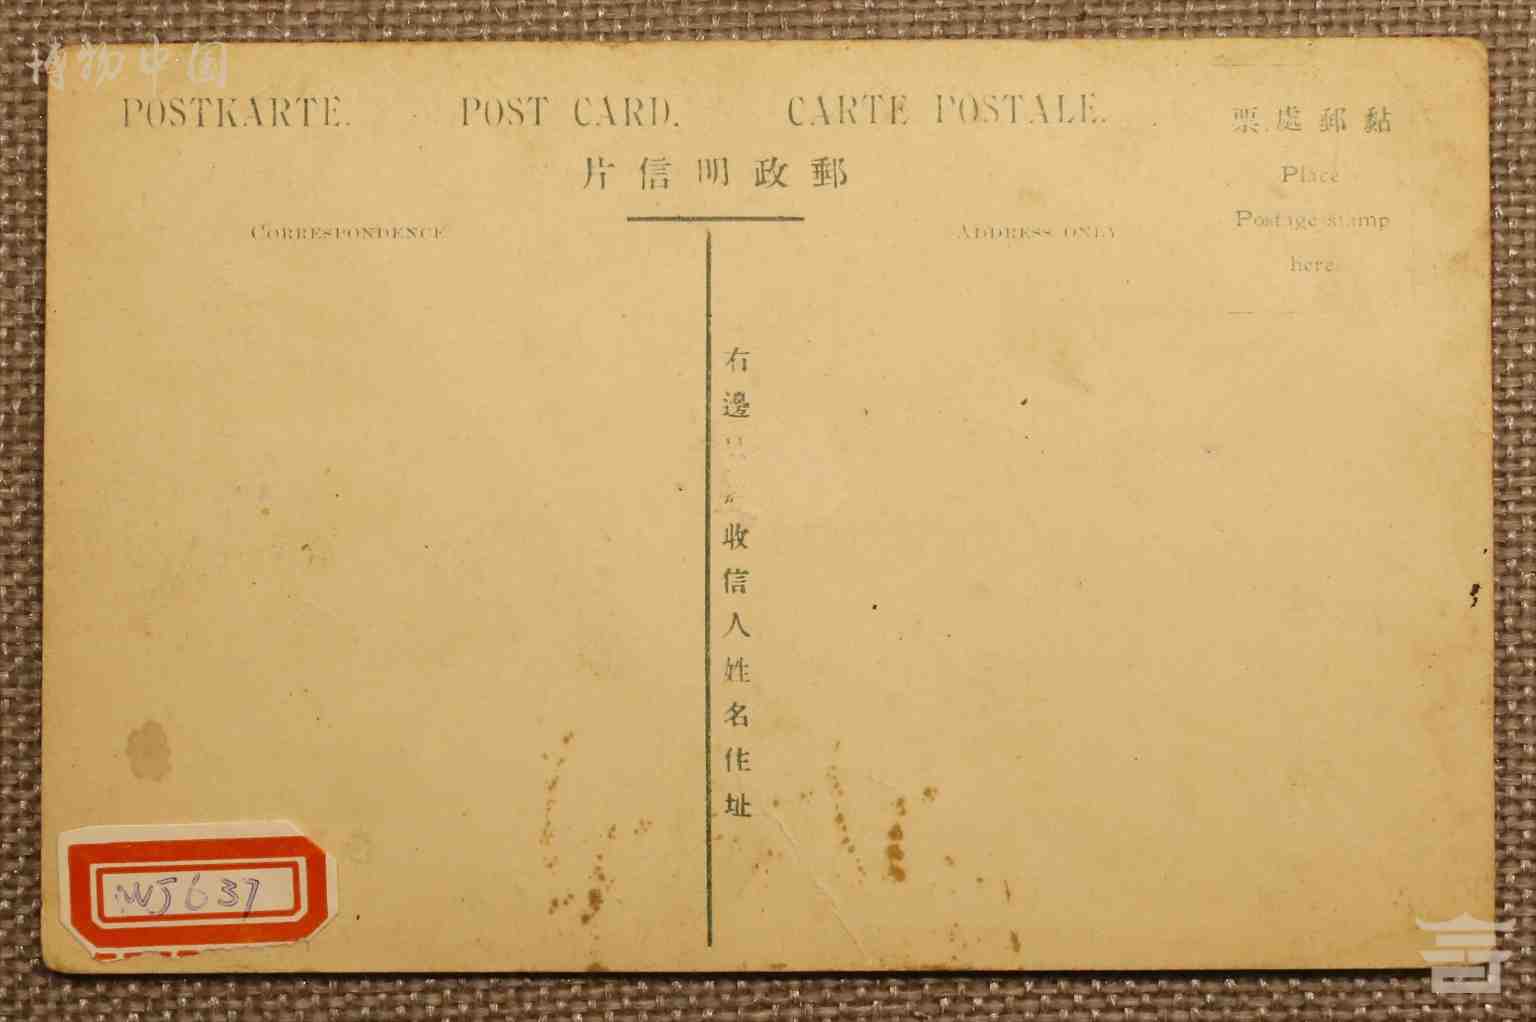 博物中国
POSTKARTE. POST CARD. CARTE POSTALE.
郵政明信片
黏郵處票
Place
Postage stamp
here
CORRESPONDENCE
ADDRESS ONLY
右邊
收信人姓名住址
WJ637